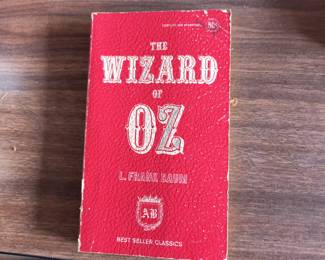 THE
WIZARD
OF
OZ
L. FRANK BAUM
AB
BEST SELLER CLASSICS